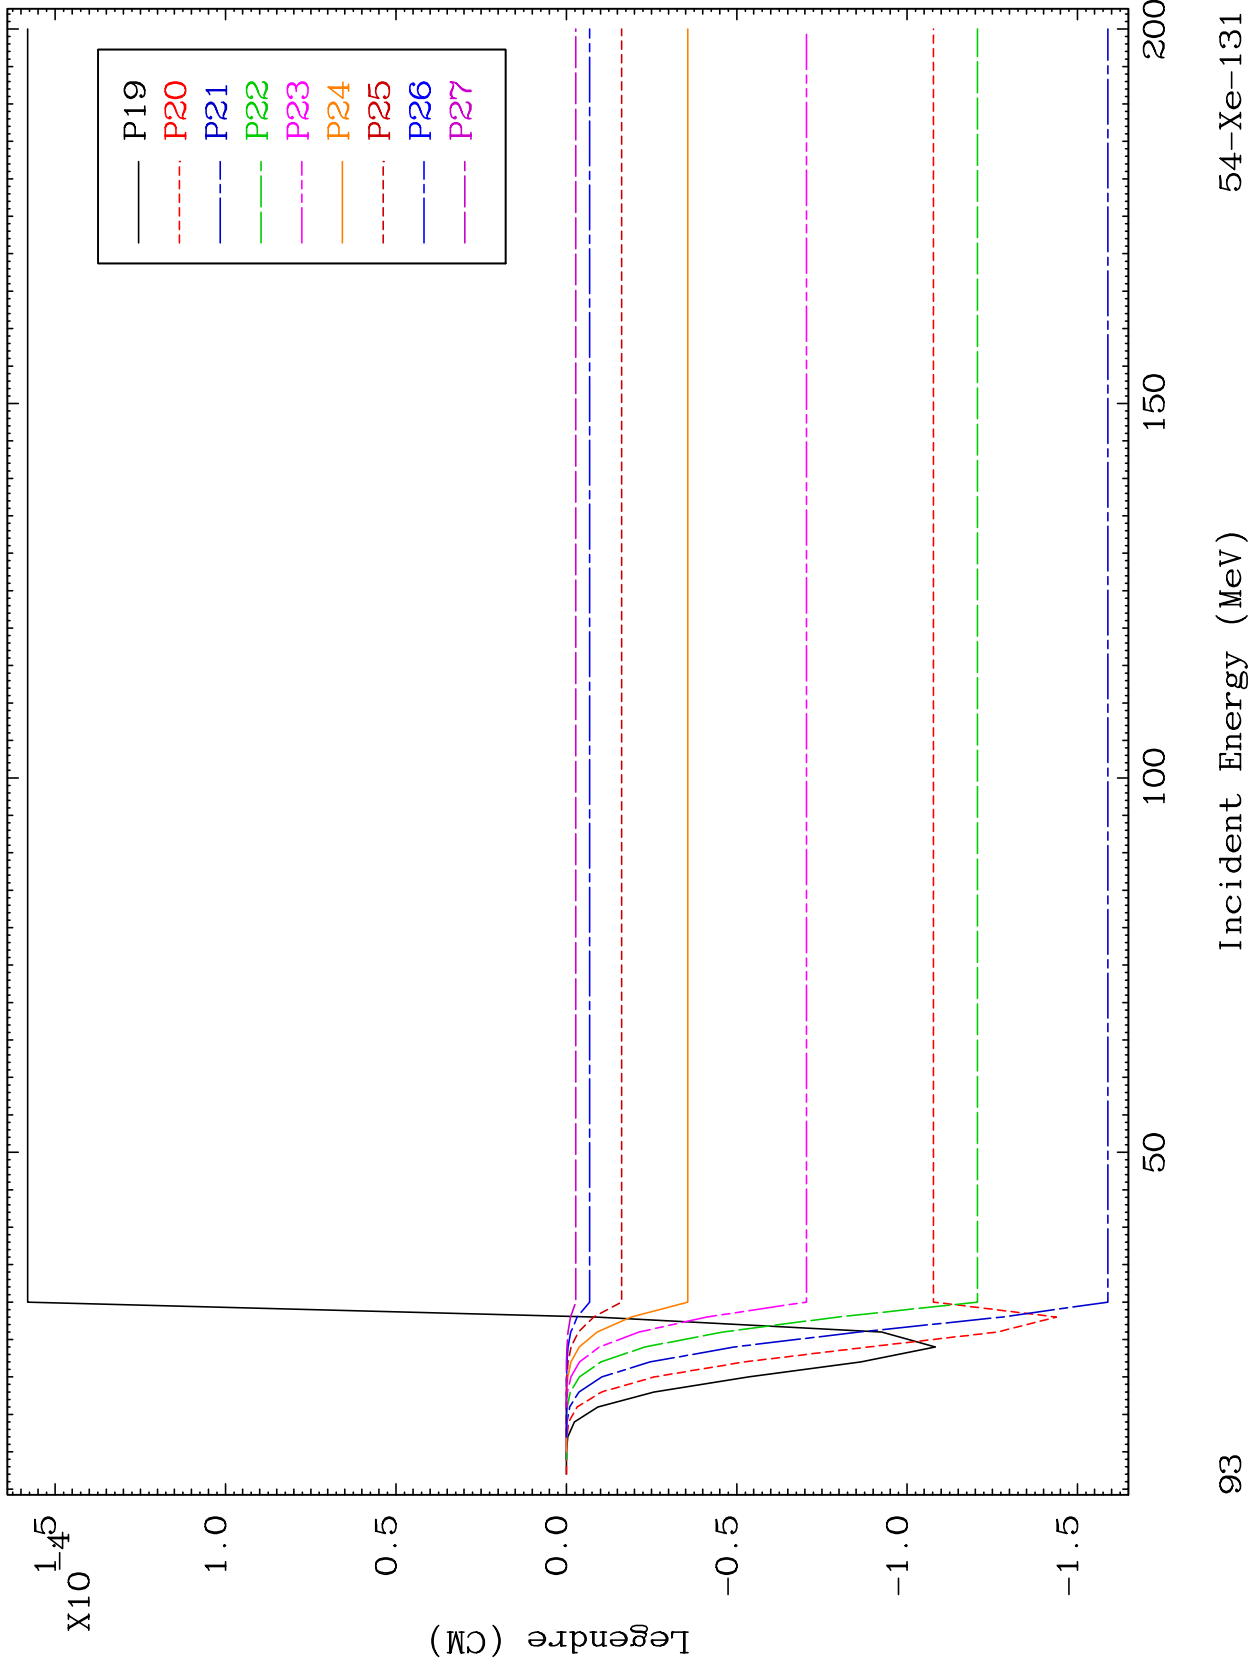 X10
-4
1.5
1.0
0.5
0.0
-0.5
-1.0
-1.5
Legendre (CM)
P19
P20
P21
P22
P23
P24
P25
P26
P27
50
100
150
200
Incident Energy (MeV)
93
54-Xe-131